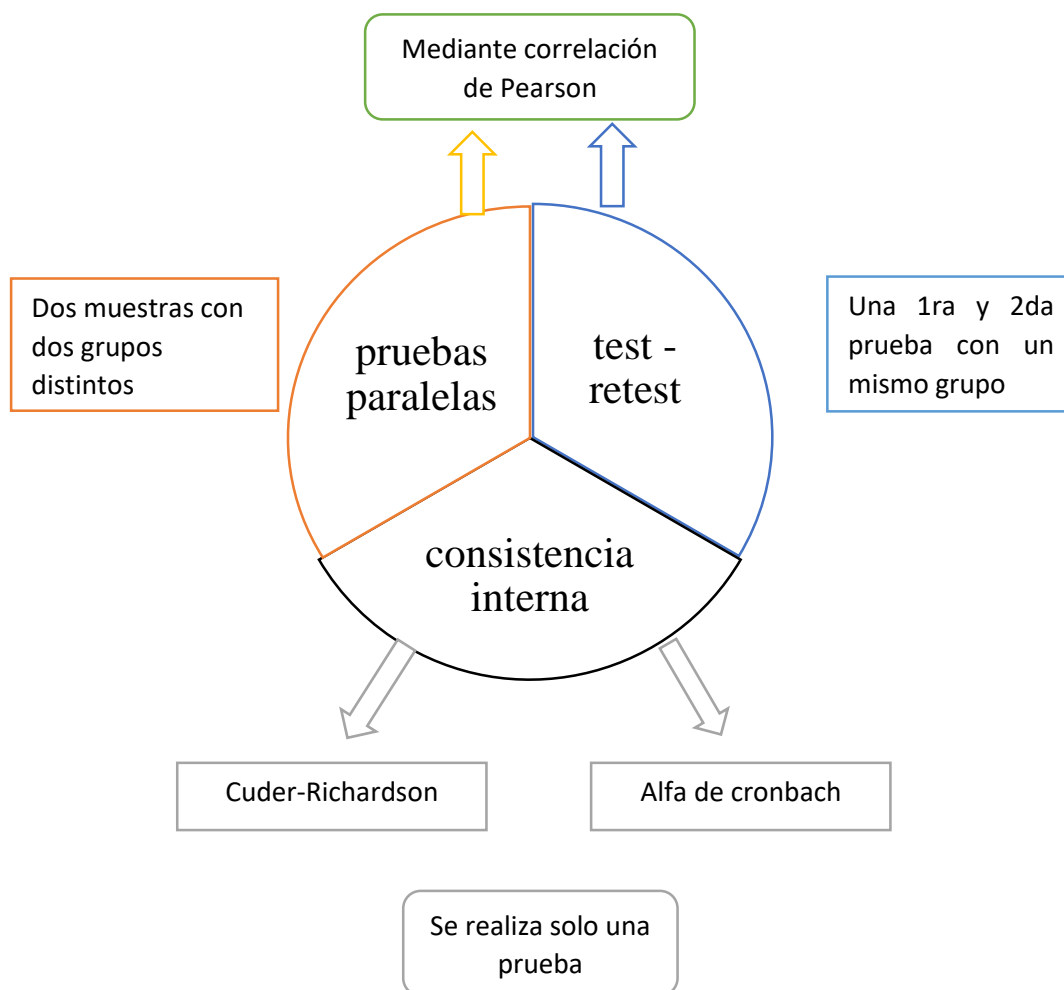 Mediante correlación
de Pearson
Dos muestras con
dos grupos
distintos
pruebas
paralelas
test -
retest
Una 1ra y 2da
prueba con un
mismo grupo
consistencia
interna
Cuder-Richardson
Alfa de cronbach
Se realiza solo una
prueba